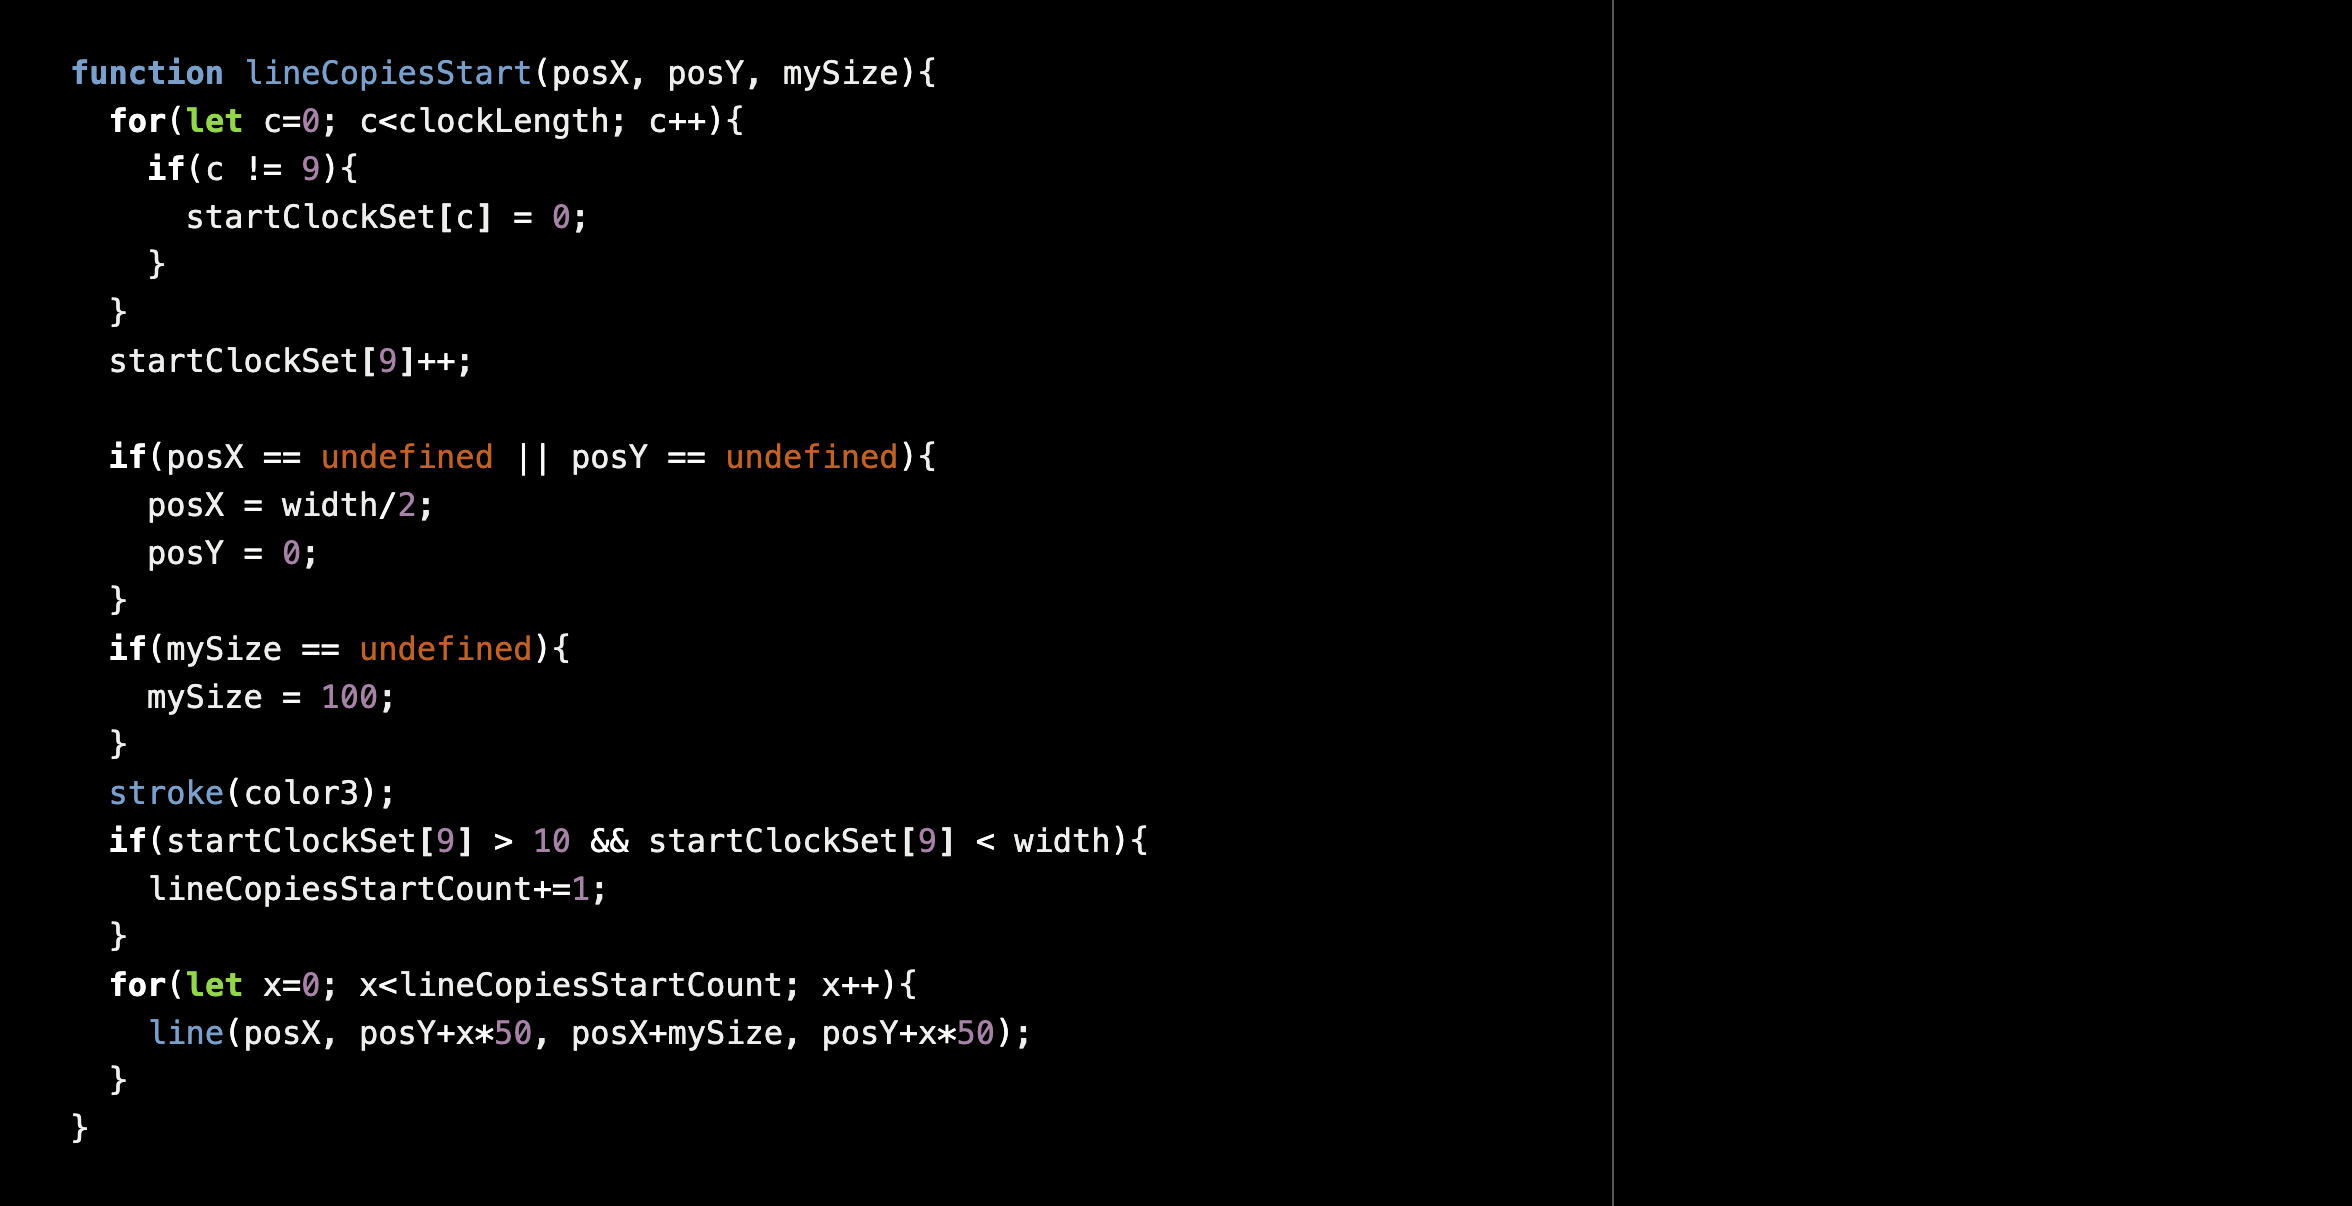 function lineCopiesStart(posX, posY, mySize){
  for(let c=0; c<clockLength; c++){
    if(c != 9){
      startClockSet[c] = 0;
    }
  }
  startClockSet[9]++;

  if(posX == undefined || posY == undefined){
    posX = width/2;
    posY = 0;
  }
  if(mySize == undefined){
    mySize = 100;
  }
  stroke(color3);
  if(startClockSet[9] > 10 && startClockSet[9] < width){
    lineCopiesStartCount+=1;
  }
  for(let x=0; x<lineCopiesStartCount; x++){
    line(posX, posY+x*50, posX+mySize, posY+x*50);
  }
}